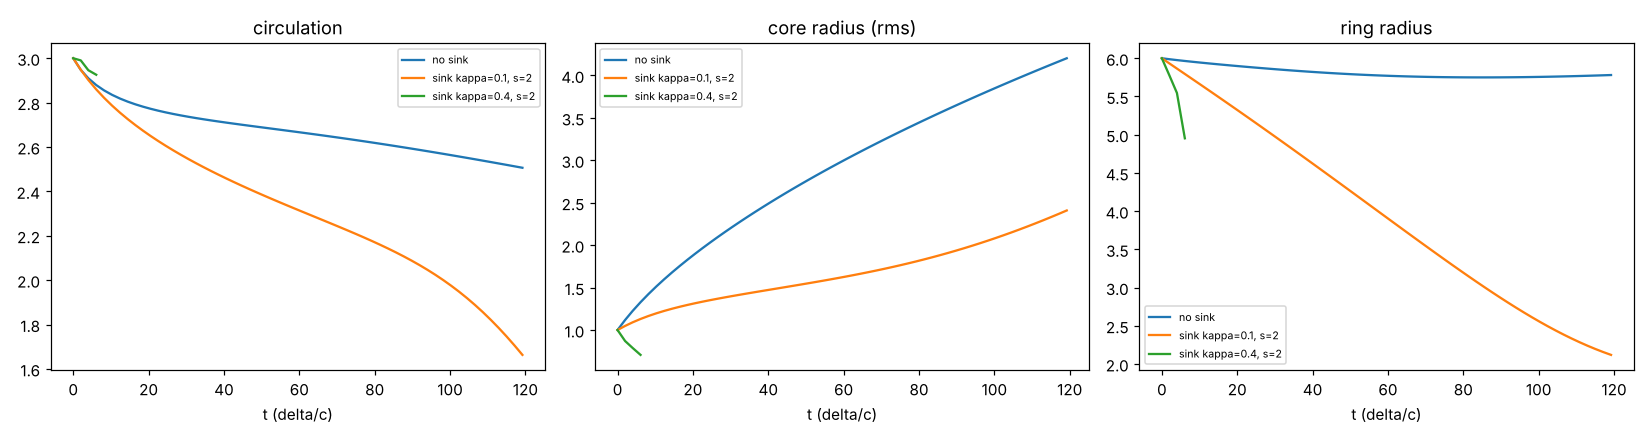 circulation
3.0
2.8
2.6
2.4
2.2
2.0
1.8
1.6
0 20 40 60 80 100 120
t (delta/c)
no sink
sink kappa=0.1, s=2
sink kappa=0.4, s=2
core radius (rms)
4.0
3.5
3.0
2.5
2.0
1.5
1.0
0 20 40 60 80 100 120
t (delta/c)
no sink
sink kappa=0.1, s=2
sink kappa=0.4, s=2
ring radius
6.0
5.5
5.0
4.5
4.0
3.5
3.0
2.5
2.0
0 20 40 60 80 100 120
t (delta/c)
no sink
sink kappa=0.1, s=2
sink kappa=0.4, s=2